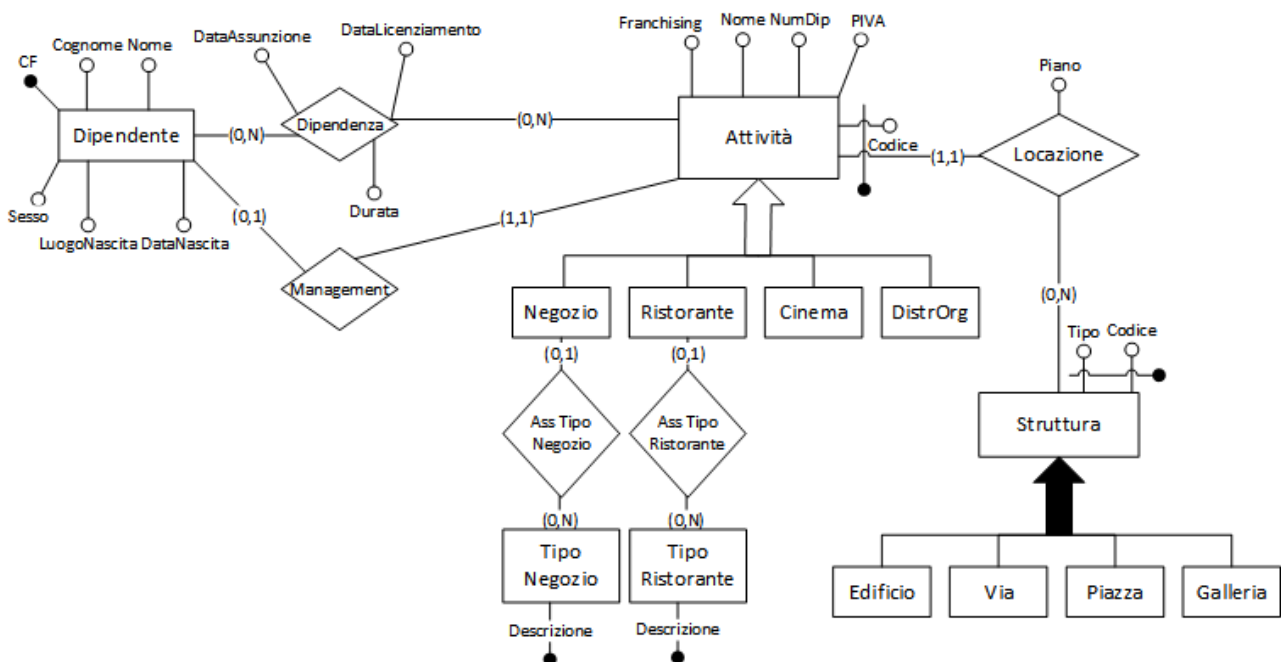 Franchising
Nome NumDip
PIVA
DataLicenziamento
DataAssunzione
Cognome Nome
CF
Piano
Dipendente
(0,N)
Dipendenza
(0,N)
Attività
Codice
(1,1)
Locazione
Sesso
LuogoNascita DataNascita
(0,1)
Durata
(1,1)
Management
(0,N)
Negozio
Ristorante
Cinema
DistrOrg
Tipo
Codice
(0,1)
(0,1)
Ass Tipo
Negozio
Ass Tipo
Ristorante
Struttura
(0,N)
(0,N)
Tipo
Negozio
Tipo
Ristorante
Edificio
Via
Piazza
Galleria
Descrizione
Descrizione